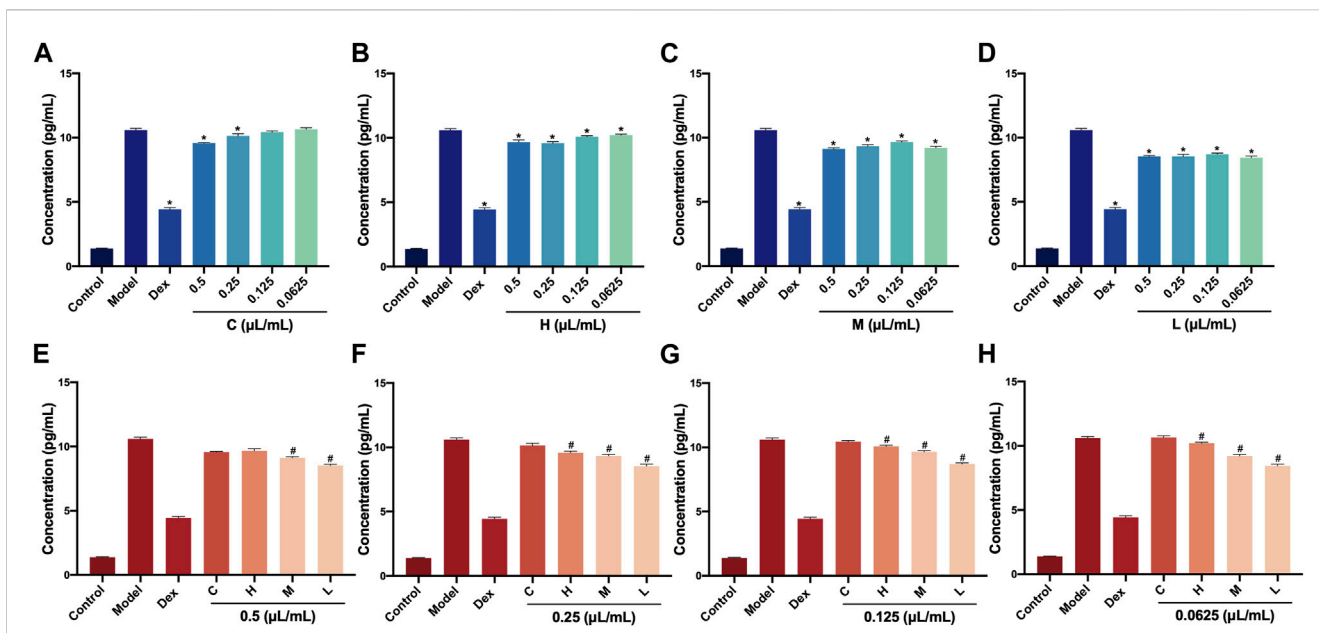 A
Concentration (pg/mL)
15
10
5
0
*
*
*
Control
Model
Dex
0.5
0.25
0.125
0.0625
C (µL/mL)
B
Concentration (pg/mL)
15
10
5
0
*
*
*
*
*
Control
Model
Dex
0.5
0.25
0.125
0.0625
H (µL/mL)
C
Concentration (pg/mL)
15
10
5
0
*
*
*
*
*
Control
Model
Dex
0.5
0.25
0.125
0.0625
M (µL/mL)
D
Concentration (pg/mL)
15
10
5
0
*
*
*
*
*
Control
Model
Dex
0.5
0.25
0.125
0.0625
L (µL/mL)
E
Concentration (pg/mL)
15
10
5
0
#
#
Control
Model
Dex
C
H
M
L
0.5 (µL/mL)
F
Concentration (pg/mL)
15
10
5
0
#
#
#
Control
Model
Dex
C
H
M
L
0.25 (µL/mL)
G
Concentration (pg/mL)
15
10
5
0
#
#
#
Control
Model
Dex
C
H
M
L
0.125 (µL/mL)
H
Concentration (pg/mL)
15
10
5
0
#
#
#
Control
Model
Dex
C
H
M
L
0.0625 (µL/mL)